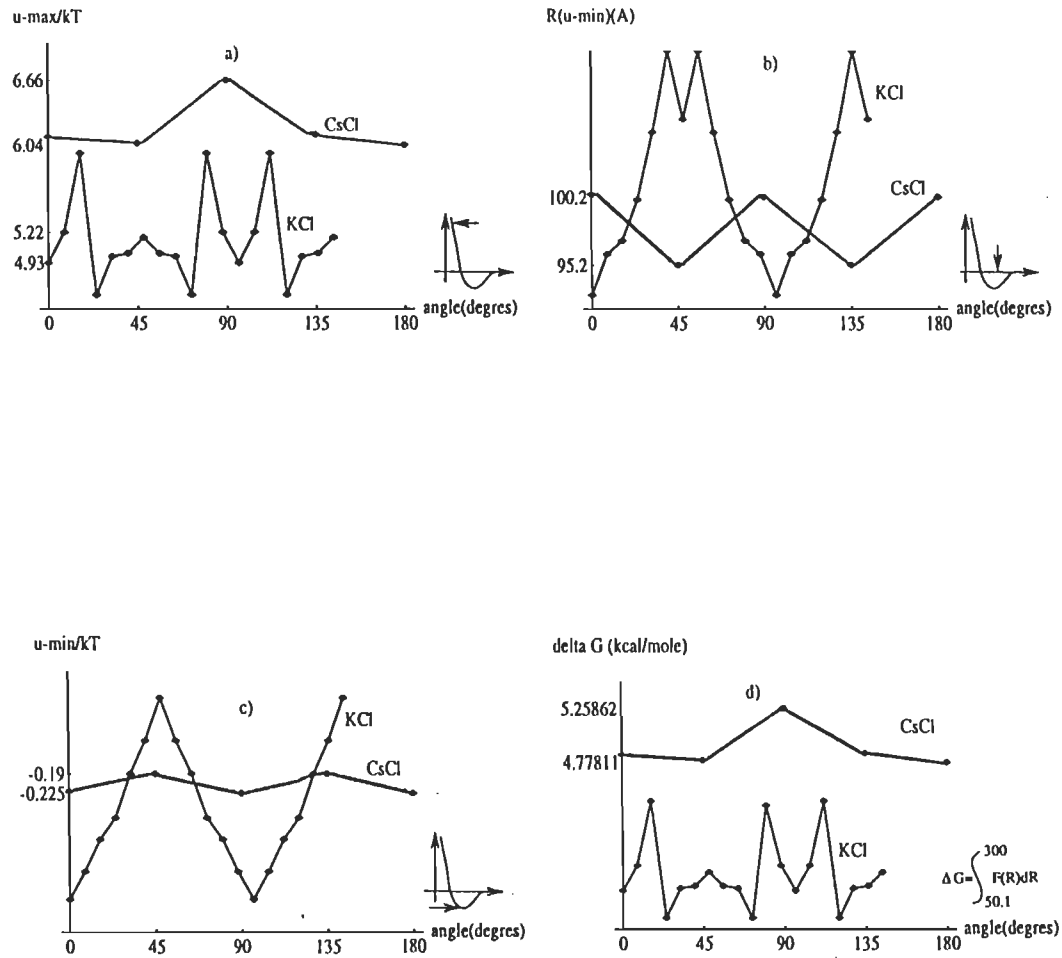 u-max/kT
a)
6.66
CsCl
6.04
KCl
5.22
4.93
angle(degres)
0 45 90 135 180
R(u-min)(A)
b)
KCl
CsCl
100.2
95.2
angle(degres)
0 45 90 135 180
u-min/kT
c)
KCl
-0.19
CsCl
-0.225
angle(degres)
0 45 90 135 180
delta G (kcal/mole)
d)
5.25862
CsCl
4.77811
KCl
300
ΔG= F(R)dR
50.1
angle(degres)
0 45 90 135 180